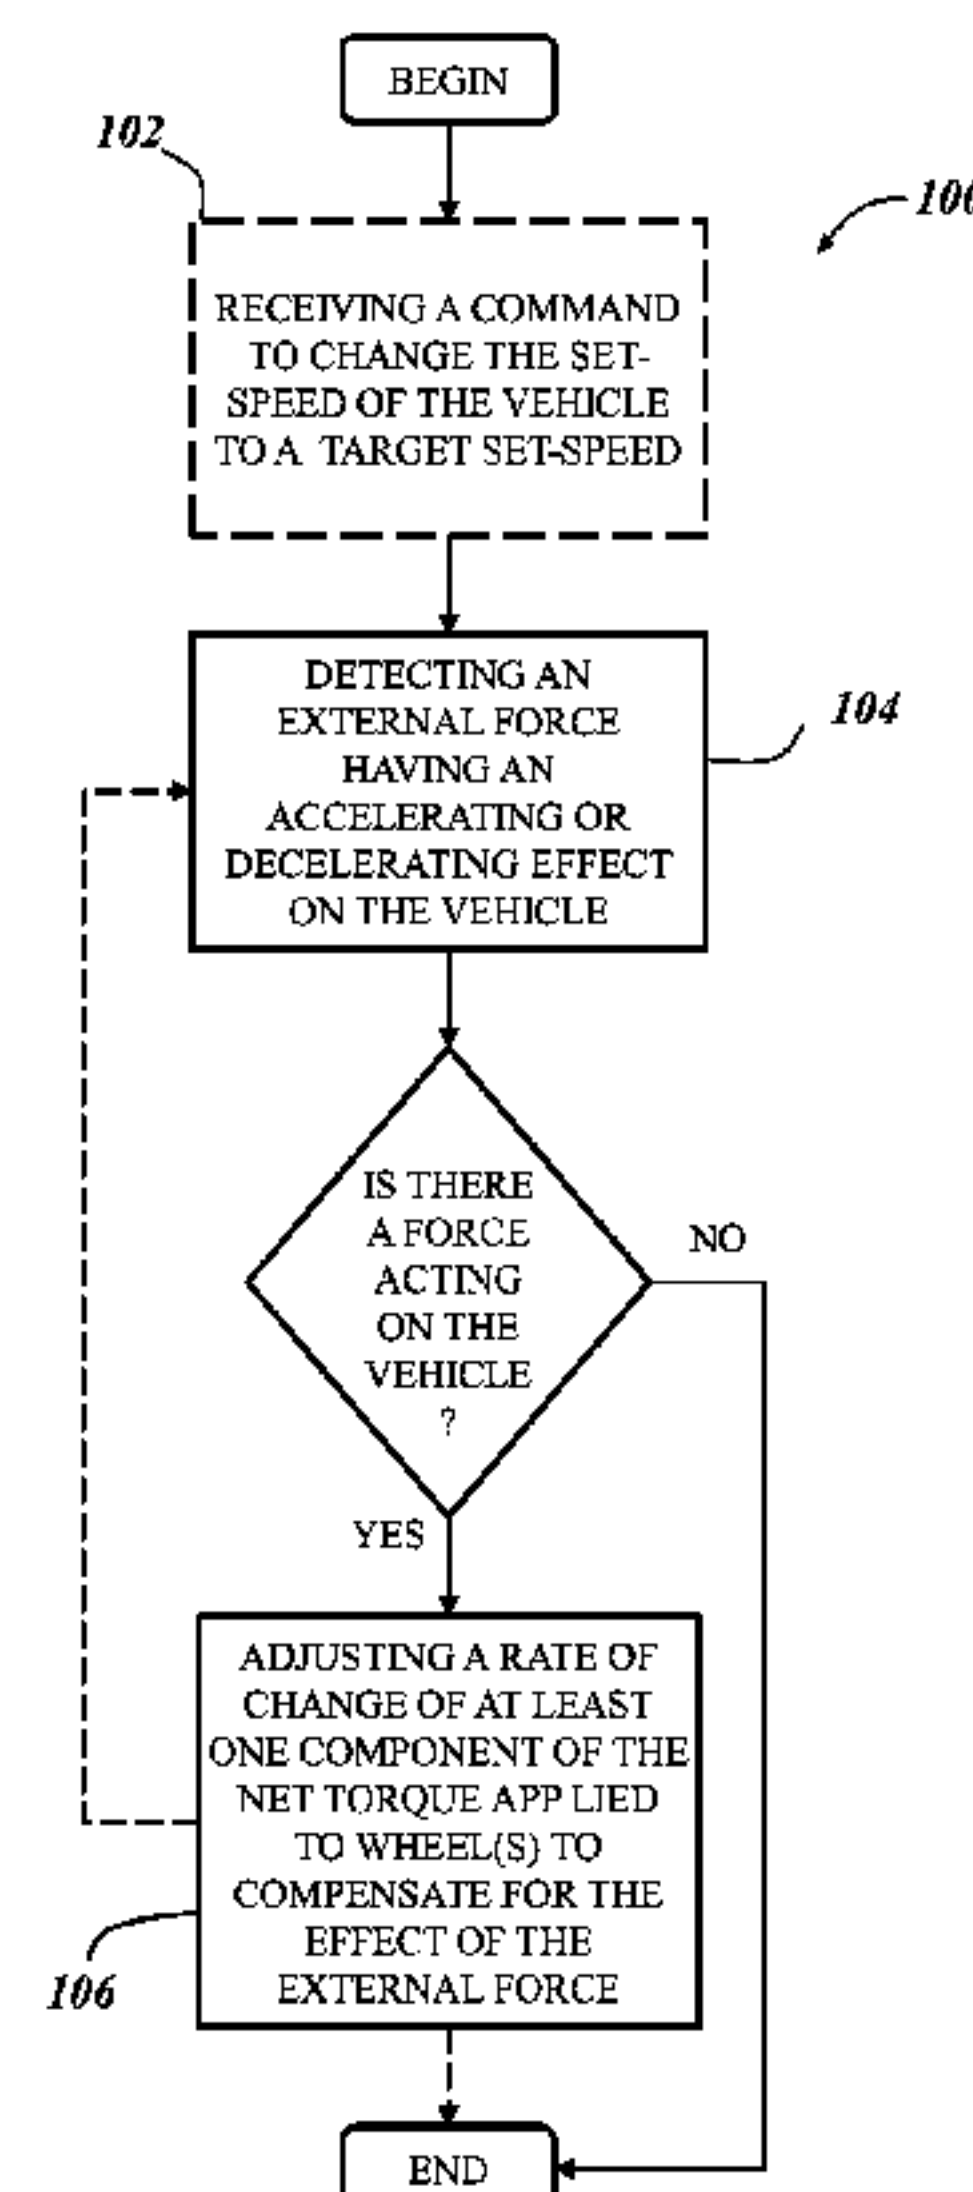 BEGIN
102
100
RECEIVING A COMMAND
TO CHANGE THE SET-
SPEED OF THE VEHICLE
TO A TARGET SET-SPEED
DETECTING AN
EXTERNAL FORCE
HAVING AN
ACCELERATING OR
DECELERATING EFFECT
ON THE VEHICLE
104
IS THERE
A FORCE
ACTING
ON THE
VEHICLE
?
NO
YES
ADJUSTING A RATE OF
CHANGE OF AT LEAST
ONE COMPONENT OF THE
NET TORQUE APP LIED
TO WHEEL(S) TO
COMPENSATE FOR THE
EFFECT OF THE
EXTERNAL FORCE
106
END